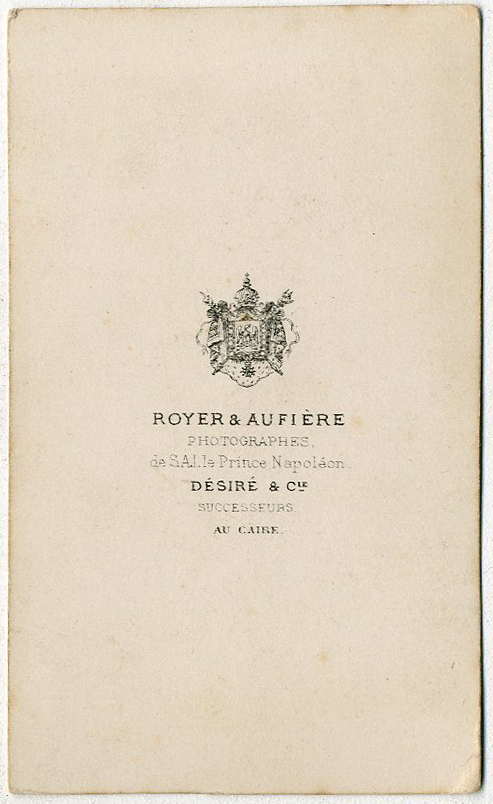 ROYER & AUFIÈRE
PHOTOGRAPHES,
de S.A.I. le Prince Napoléon.
DÉSIRÉ & CIE
SUCCESSEURS.
AU CAIRE.